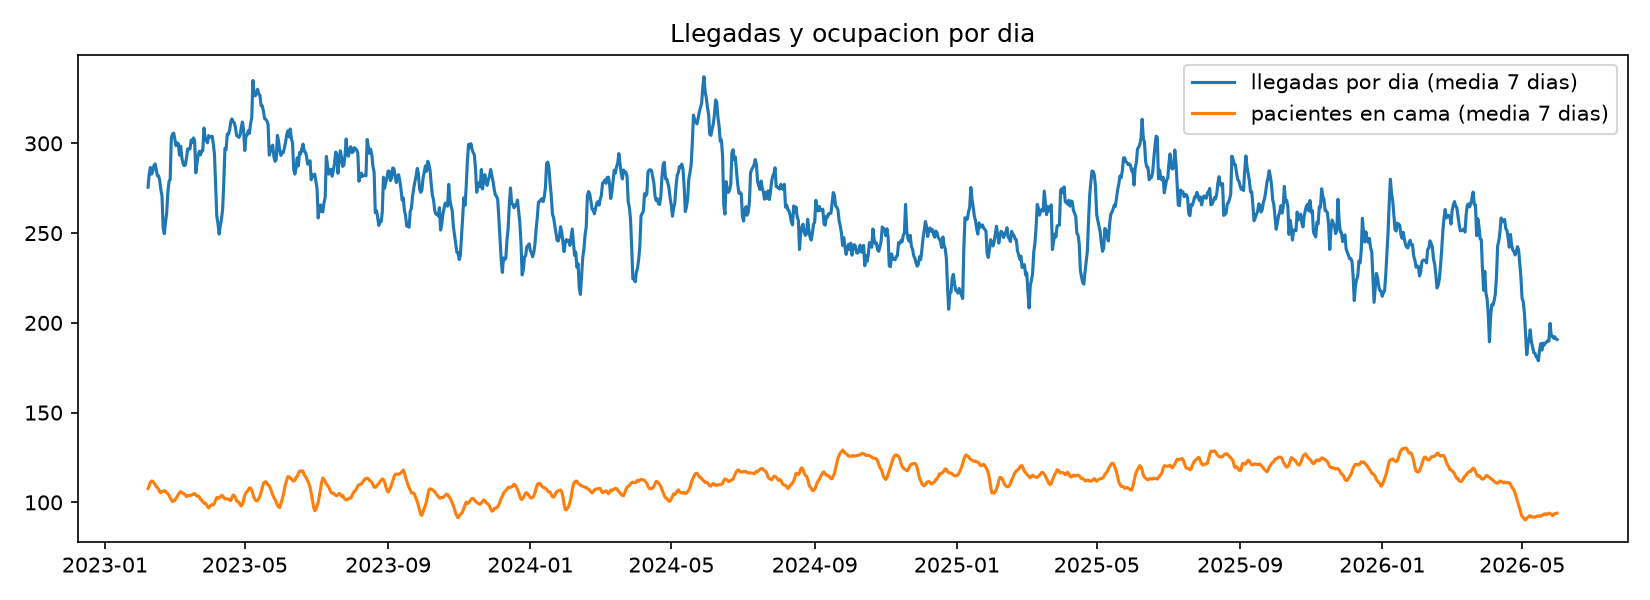 Llegadas y ocupacion por dia
llegadas por dia (media 7 dias)
pacientes en cama (media 7 dias)
300
250
200
150
100
2023-01 2023-05 2023-09 2024-01 2024-05 2024-09 2025-01 2025-05 2025-09 2026-01 2026-05